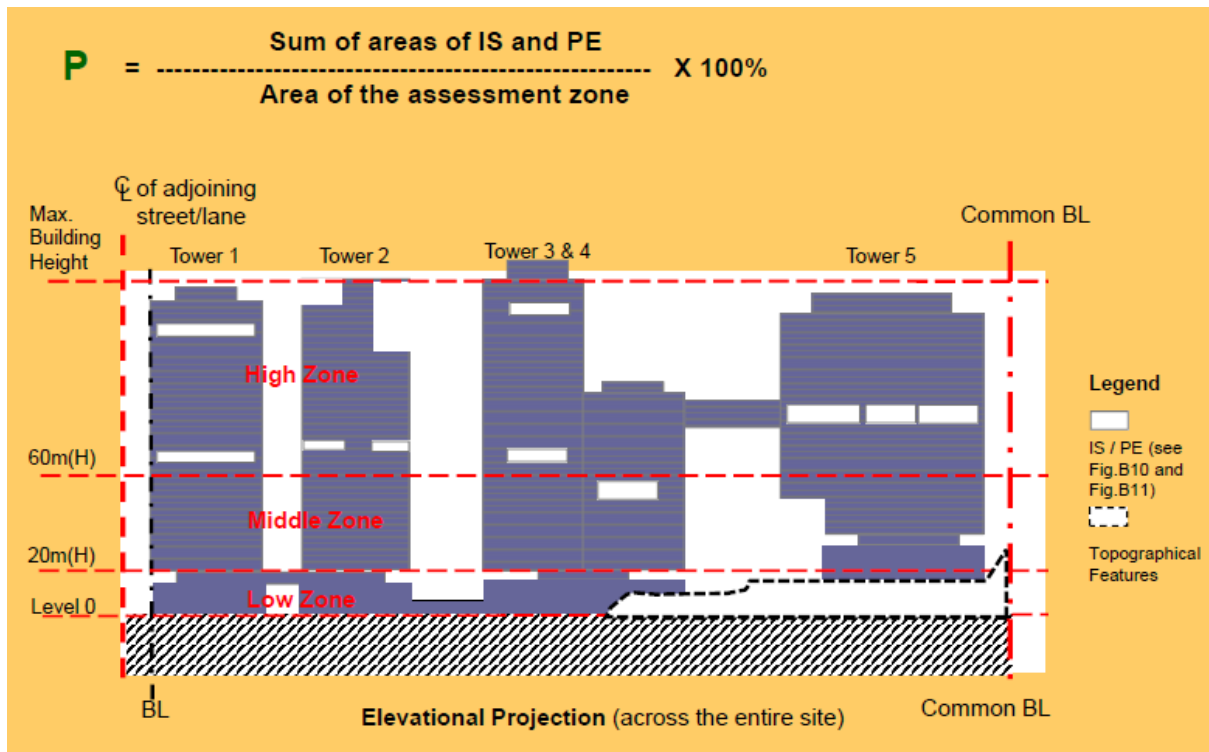 Sum of areas of IS and PE
P = ------------------------------------------------------- X 100%
Area of the assessment zone
℄ of adjoining
street/lane
Max.
Building
Height
Common BL
Tower 1
Tower 2
Tower 3 & 4
Tower 5
High Zone
Legend
IS / PE (see
Fig.B10 and
Fig.B11)
60m(H)
Middle Zone
20m(H)
Topographical
Features
Level 0
Low Zone
BL
Elevational Projection (across the entire site)
Common BL